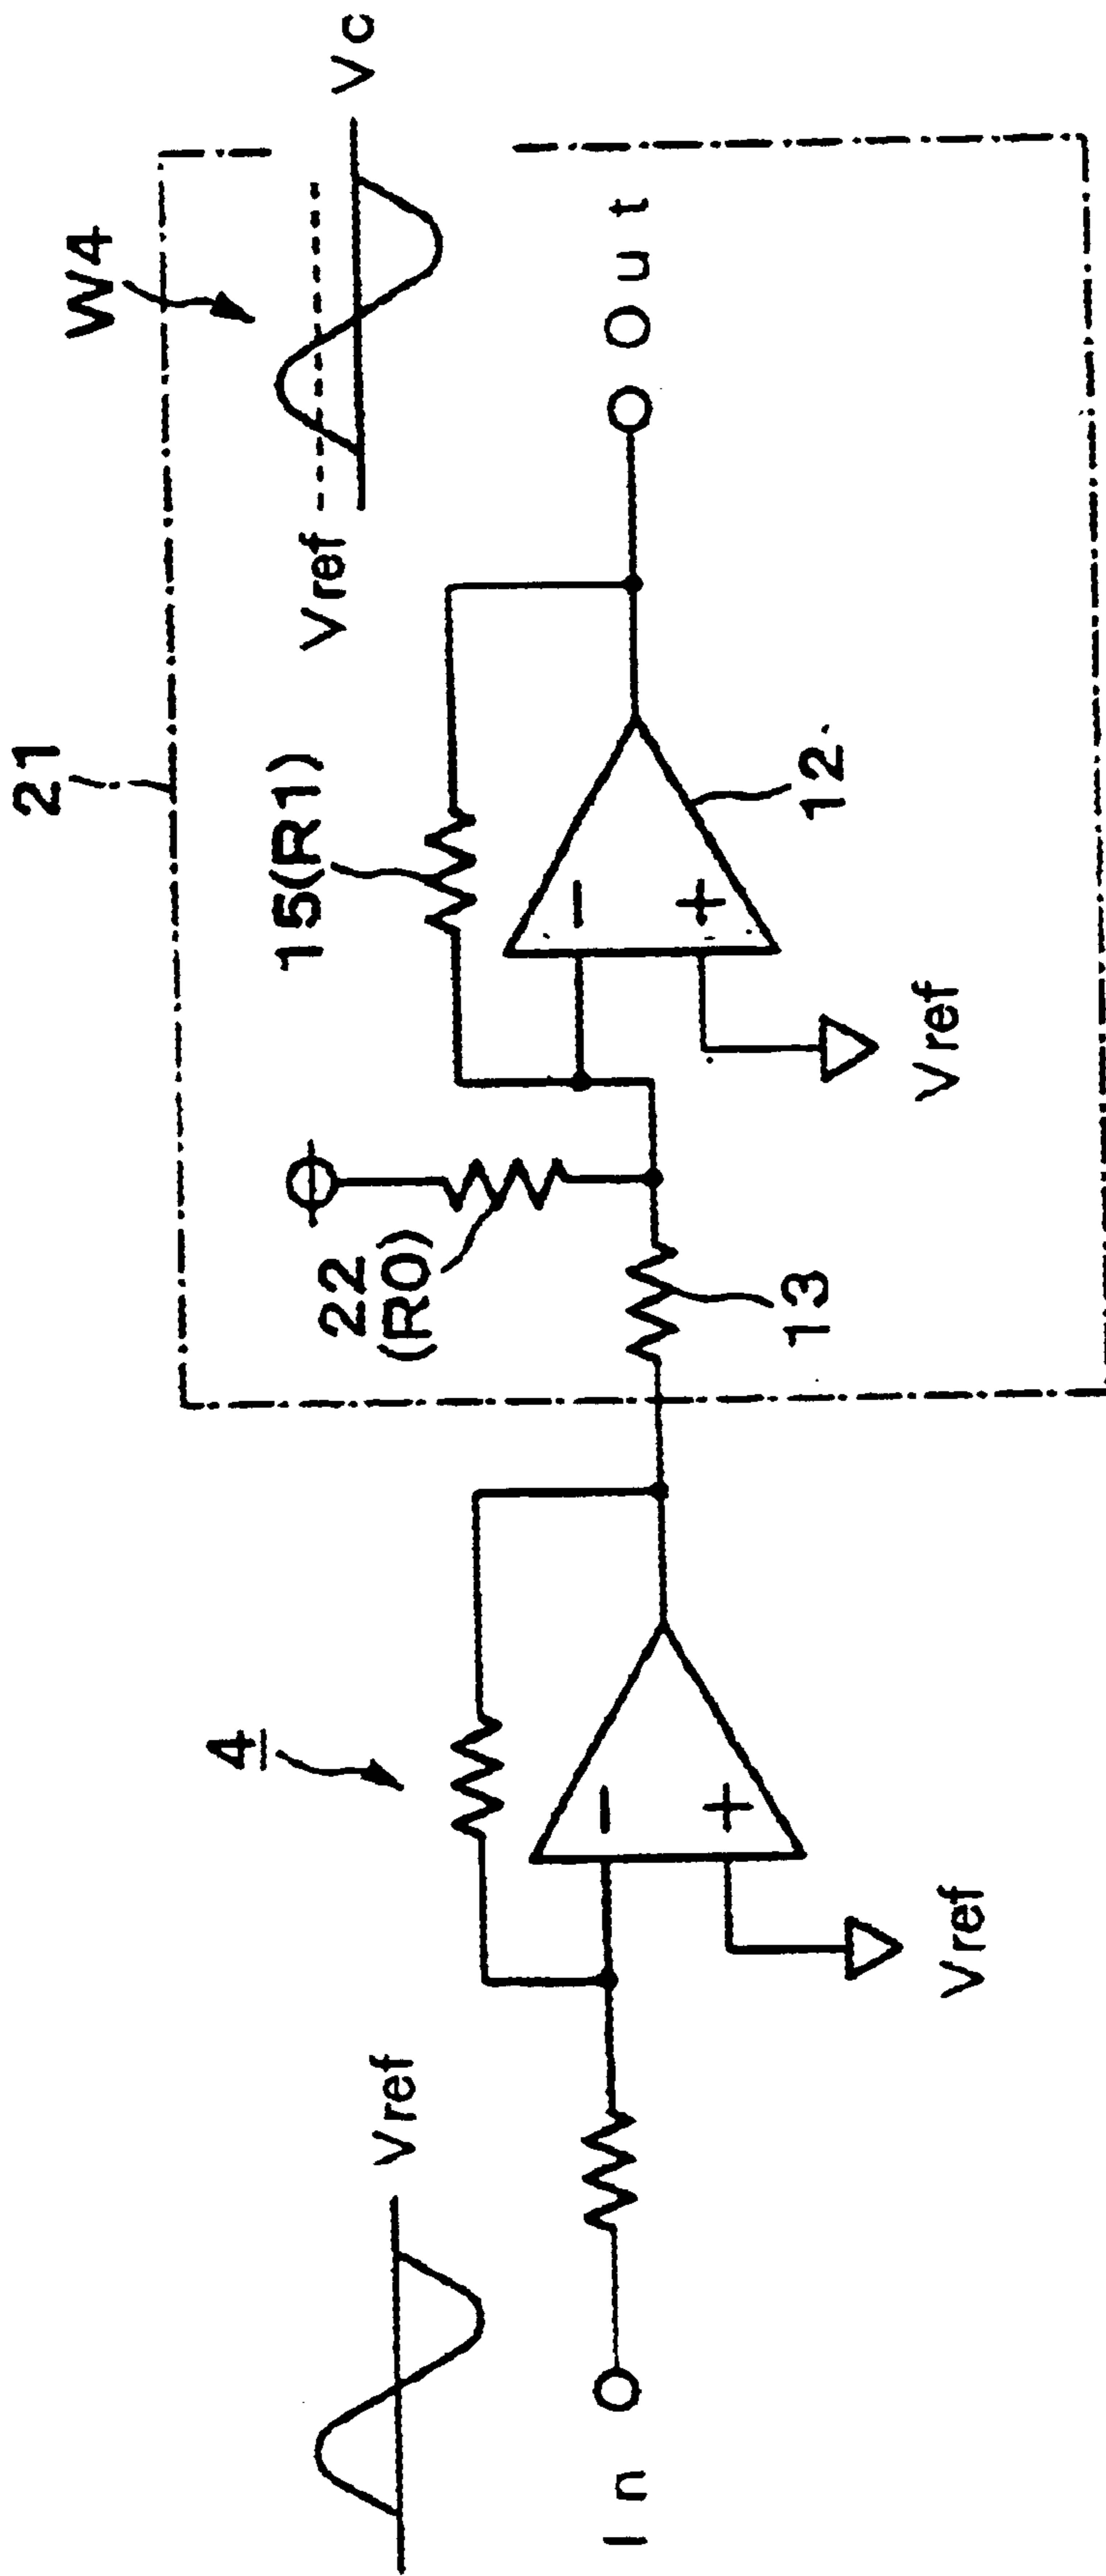 21
W4
Vref
Vc
15(R1)
22
(R0)
4
Vref
−
+
−
+
12
13
Vref
Vref
In
Out